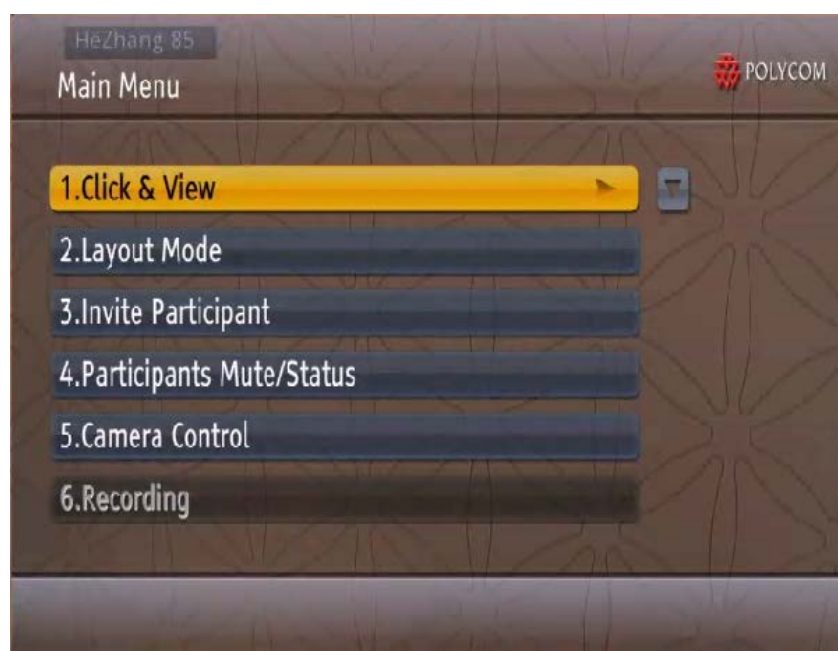 HeZhang 85
Main Menu
POLYCOM
1.Click & View
2.Layout Mode
3.Invite Participant
4.Participants Mute/Status
5.Camera Control
6.Recording